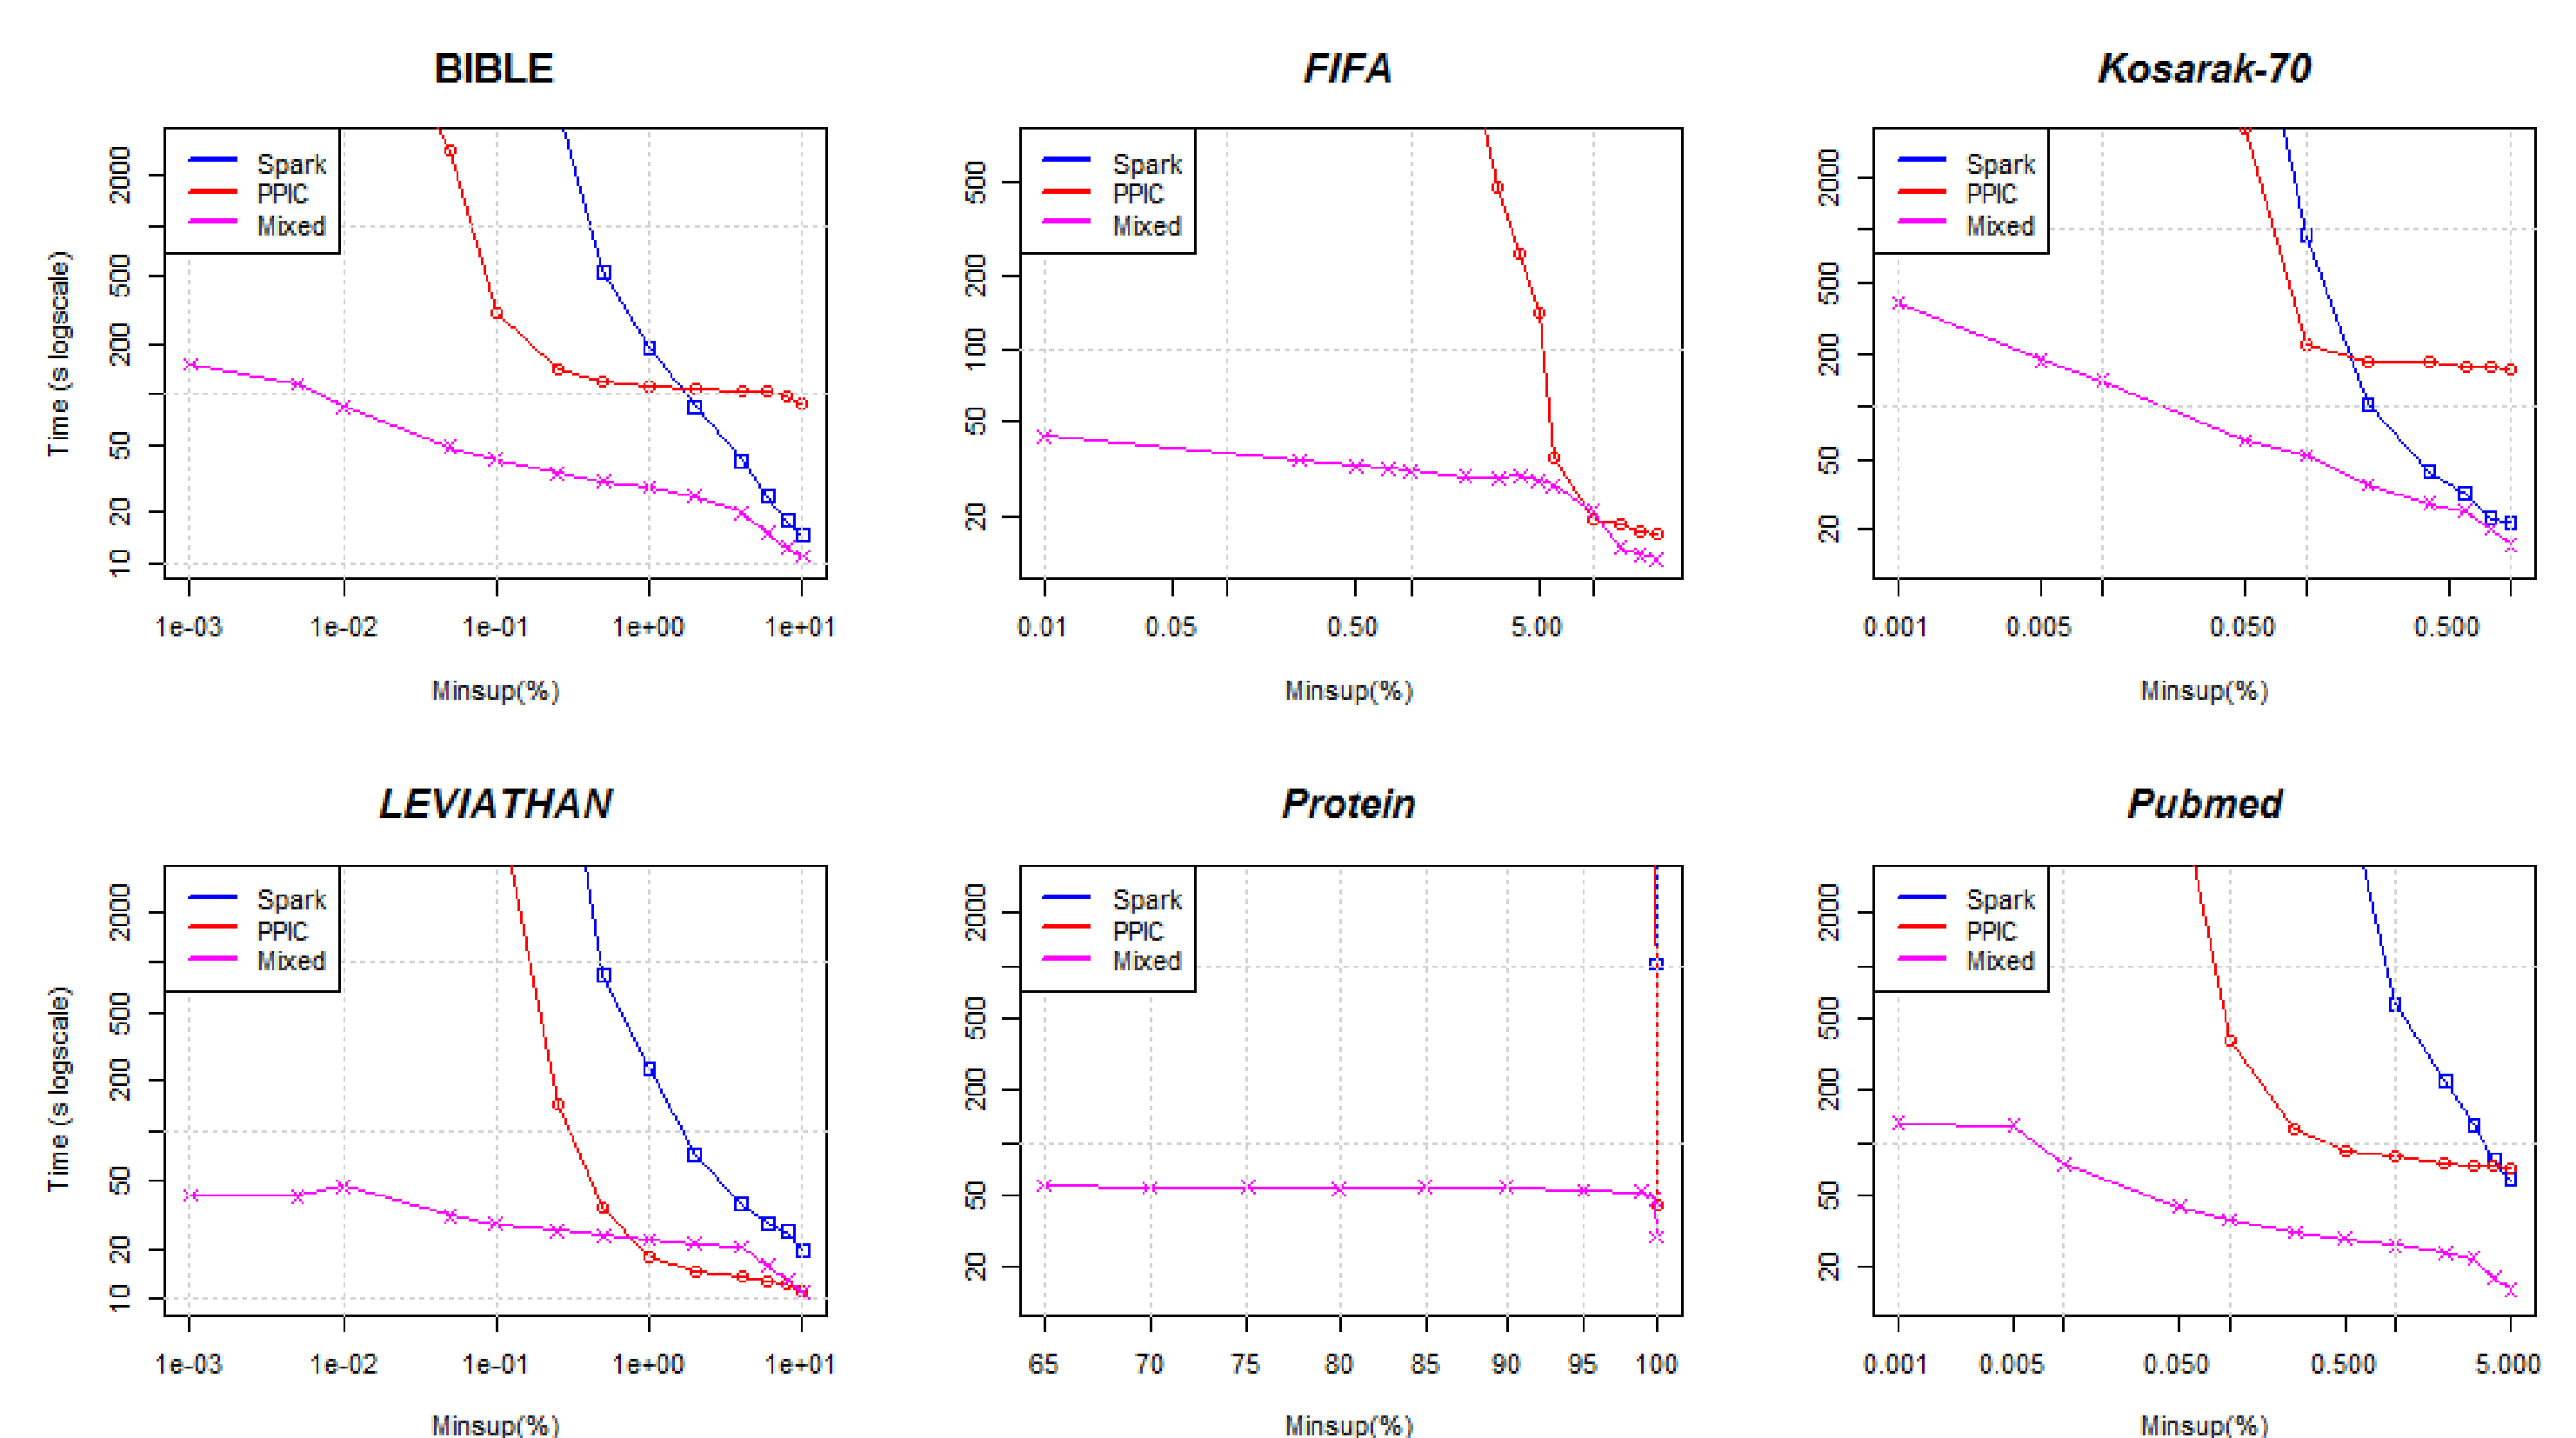 BIBLE
FIFA
Kosarak-70
Spark
PPIC
Mixed
Spark
PPIC
Mixed
Spark
PPIC
Mixed
Time (s logscale)
2000
500
200
50
20
10
500
200
100
50
20
2000
500
200
50
20
1e-03 1e-02 1e-01 1e+00 1e+01
0.01 0.05 0.50 5.00
0.001 0.005 0.050 0.500
Minsup(%)
Minsup(%)
Minsup(%)
LEVIATHAN
Protein
Pubmed
Spark
PPIC
Mixed
Spark
PPIC
Mixed
Spark
PPIC
Mixed
Time (s logscale)
2000
500
200
50
20
10
2000
500
200
50
20
2000
500
200
50
20
1e-03 1e-02 1e-01 1e+00 1e+01
65 70 75 80 85 90 95 100
0.001 0.005 0.050 0.500 5.000
Minsup(%)
Minsup(%)
Minsup(%)